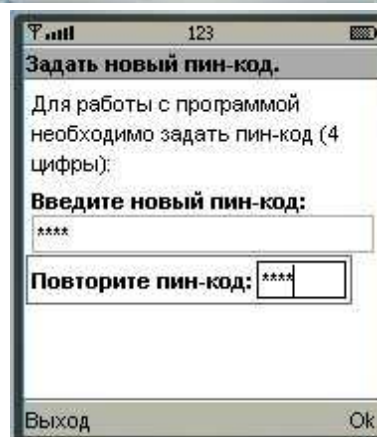 123
Задать новый пин-код.
Для работы с программой
необходимо задать пин-код (4
цифры):
Введите новый пин-код:
****
Повторите пин-код: ****
Выход Ok